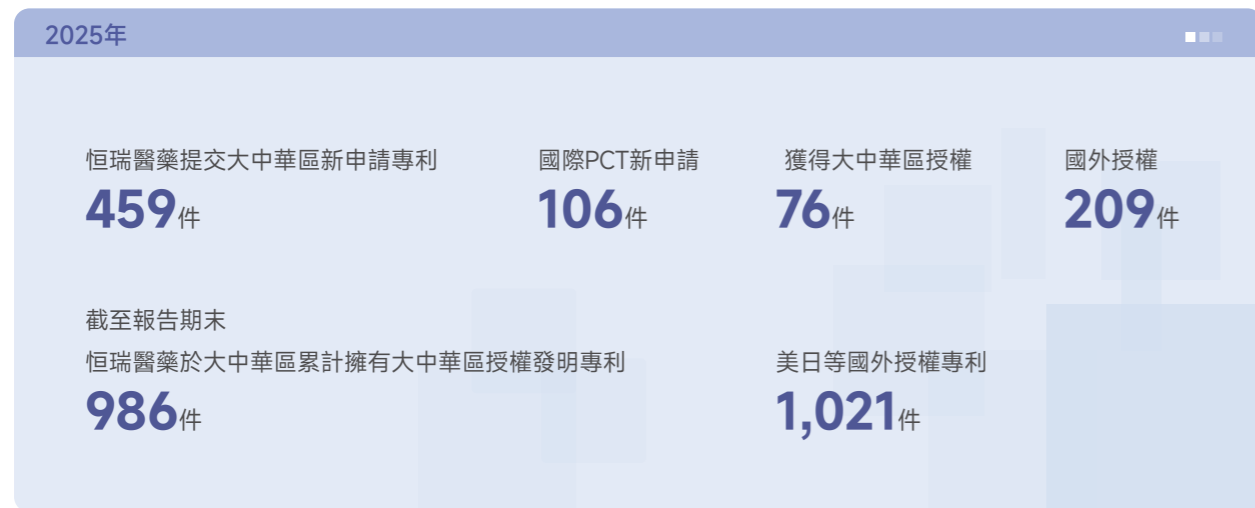 2025年
恒瑞醫藥提交大中華區新申請專利
459件
國際PCT新申請
106件
獲得大中華區授權
76件
國外授權
209件
截至報告期末
恒瑞醫藥於大中華區累計擁有大中華區授權發明專利
986件
美日等國外授權專利
1,021件